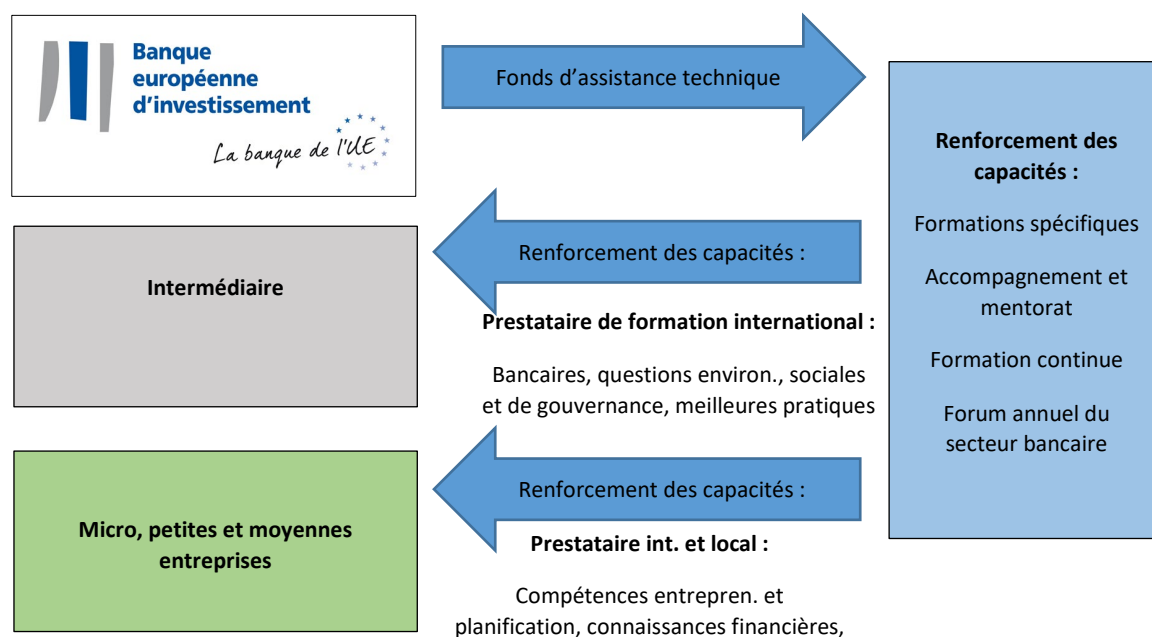 Banque
européenne
d'investissement
La banque de l'UE
Fonds d'assistance technique
Renforcement des
capacités :
Formations spécifiques
Accompagnement et
mentorat
Formation continue
Forum annuel du
secteur bancaire
Intermédiaire
Renforcement des capacités :
Prestataire de formation international :
Bancaires, questions environ., sociales
et de gouvernance, meilleures pratiques
Micro, petites et moyennes
entreprises
Renforcement des capacités :
Prestataire int. et local :
Compétences entrepren. et
planification, connaissances financières,